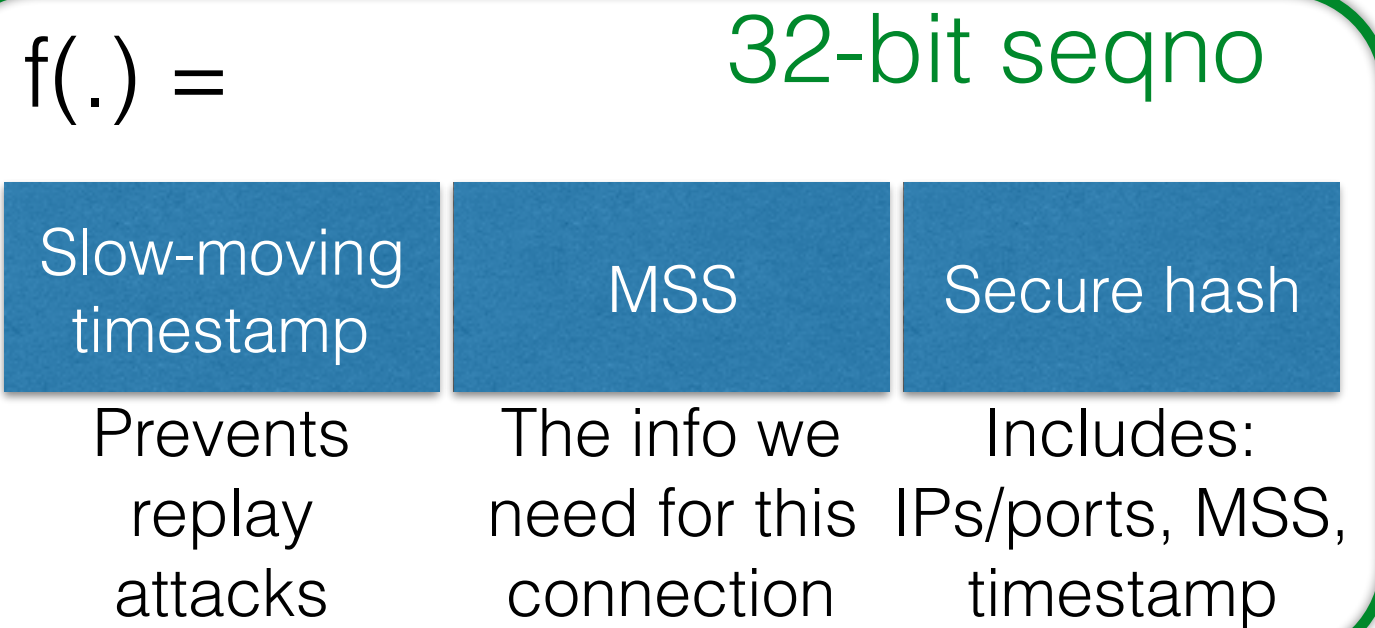 f(.) =
32-bit seqno
Slow-moving
timestamp
MSS
Secure hash
Prevents
replay
attacks
The info we
need for this
connection
Includes:
IPs/ports, MSS,
timestamp